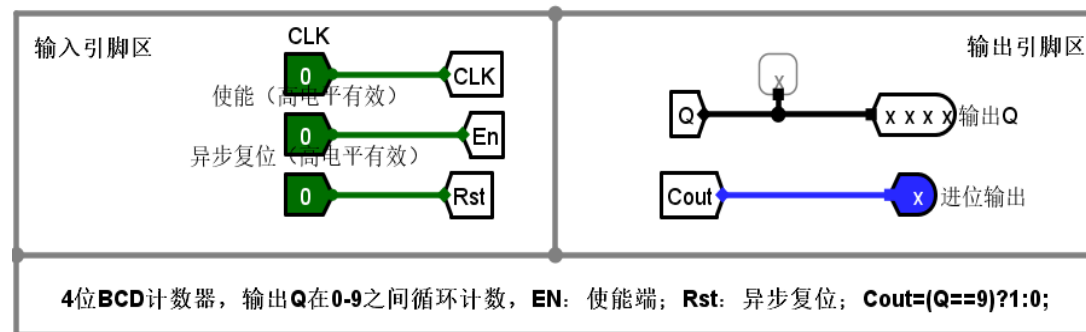 输入引脚区
CLK
0
CLK
使能（高电平有效）
0
En
异步复位（高电平有效）
0
Rst
输出引脚区
x
Q
x x x x
输出Q
Cout
x
进位输出
4位BCD计数器，输出Q在0-9之间循环计数，EN：使能端；Rst：异步复位；Cout=(Q==9)?1:0;